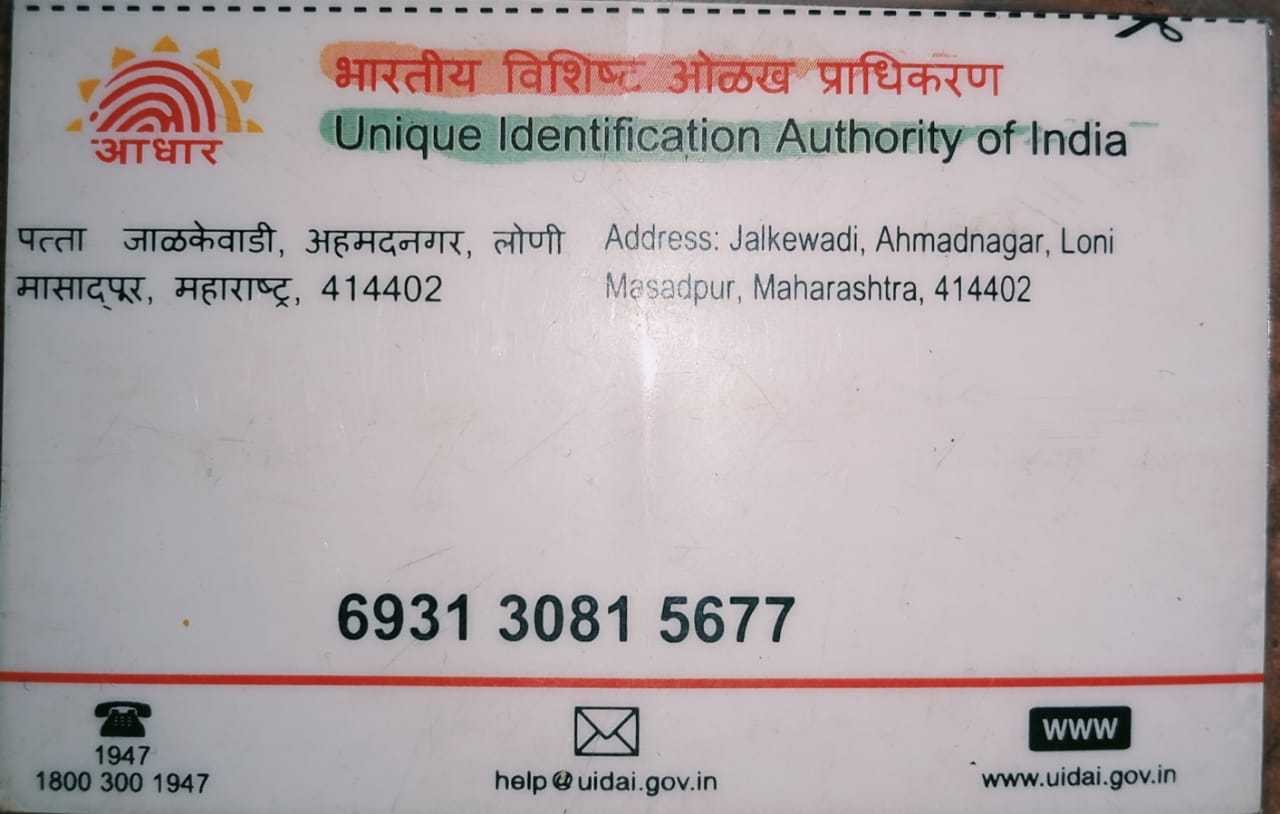 भारतीय विशिष्ट ओळख प्राधिकरण
Unique Identification Authority of India
आधार
पत्ता जाळकेवाडी, अहमदनगर, लोणी
मासाद्पूर, महाराष्ट्र, 414402
Address: Jalkewadi, Ahmadnagar, Loni
Masadpur, Maharashtra, 414402
6931 3081 5677
1947
1800 300 1947
help@uidai.gov.in
WWW
www.uidai.gov.in